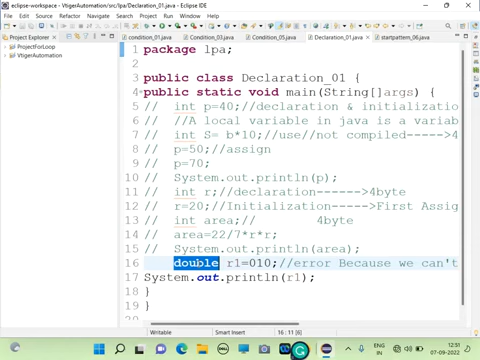 eclipse-workspace - VtigerAutomation/src/lpa/Declaration_01.java - Eclipse IDE
File Edit Source Refactor Navigate Search Project Run Window Help
Project Explorer
condition_01.java
Condition_03.java
Condition_05.java
Declaration_01.java
startpattern_06.java
ProjectForLoop
VtigerAutomation
1 package lpa;
2
3 public class Declaration_01 {
4 public static void main(String[]args) {
5 // int p=40;//declaration & initializatio
6 // //A local variable in java is a variab
7 // int S= b*10;//use//not compiled---->4
8 // p=50;//assign
9 // p=70;
10 // System.out.println(p);
11 // int r;//declaration------>4byte
12 // r=20;//Initialization----->First Assig
13 // int area;// 4byte
14 // area=22/7*r*r;
15 // System.out.println(area);
16 double r1=010;//error Because we can't
17 System.out.println(r1);
18 }
19 }
20
Writable Smart Insert 16 : 11 [6]
ENG
IN
12:51
07-09-2022